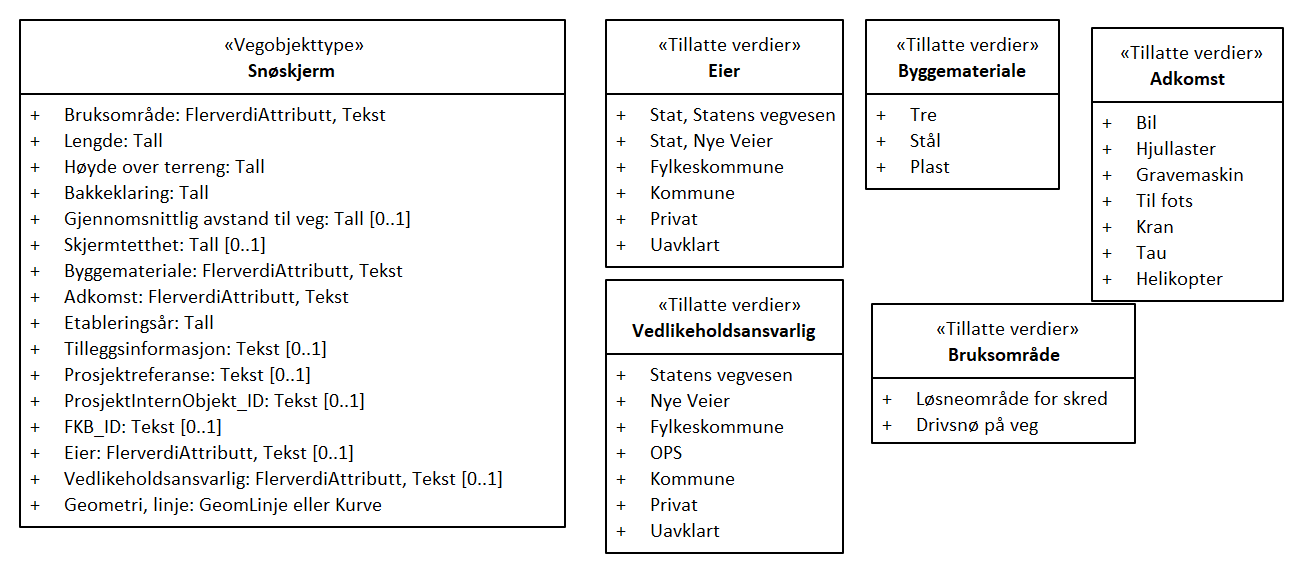 «Vegobjekttype»
Snøskjerm
+ Bruksområde: FlerverdiAttributt, Tekst
+ Lengde: Tall
+ Høyde over terreng: Tall
+ Bakkeklaring: Tall
+ Gjennomsnittlig avstand til veg: Tall [0..1]
+ Skjermtetthet: Tall [0..1]
+ Byggemateriale: FlerverdiAttributt, Tekst
+ Adkomst: FlerverdiAttributt, Tekst
+ Etableringsår: Tall
+ Tilleggsinformasjon: Tekst [0..1]
+ Prosjektreferanse: Tekst [0..1]
+ ProsjektInternObjekt_ID: Tekst [0..1]
+ FKB_ID: Tekst [0..1]
+ Eier: FlerverdiAttributt, Tekst [0..1]
+ Vedlikeholdsansvarlig: FlerverdiAttributt, Tekst [0..1]
+ Geometri, linje: GeomLinje eller Kurve
«Tillatte verdier»
Eier
+ Stat, Statens vegvesen
+ Stat, Nye Veier
+ Fylkeskommune
+ Kommune
+ Privat
+ Uavklart
«Tillatte verdier»
Vedlikeholdsansvarlig
+ Statens vegvesen
+ Nye Veier
+ Fylkeskommune
+ OPS
+ Kommune
+ Privat
+ Uavklart
«Tillatte verdier»
Byggemateriale
+ Tre
+ Stål
+ Plast
«Tillatte verdier»
Adkomst
+ Bil
+ Hjullaster
+ Gravemaskin
+ Til fots
+ Kran
+ Tau
+ Helikopter
«Tillatte verdier»
Bruksområde
+ Løsneområde for skred
+ Drivsnø på veg